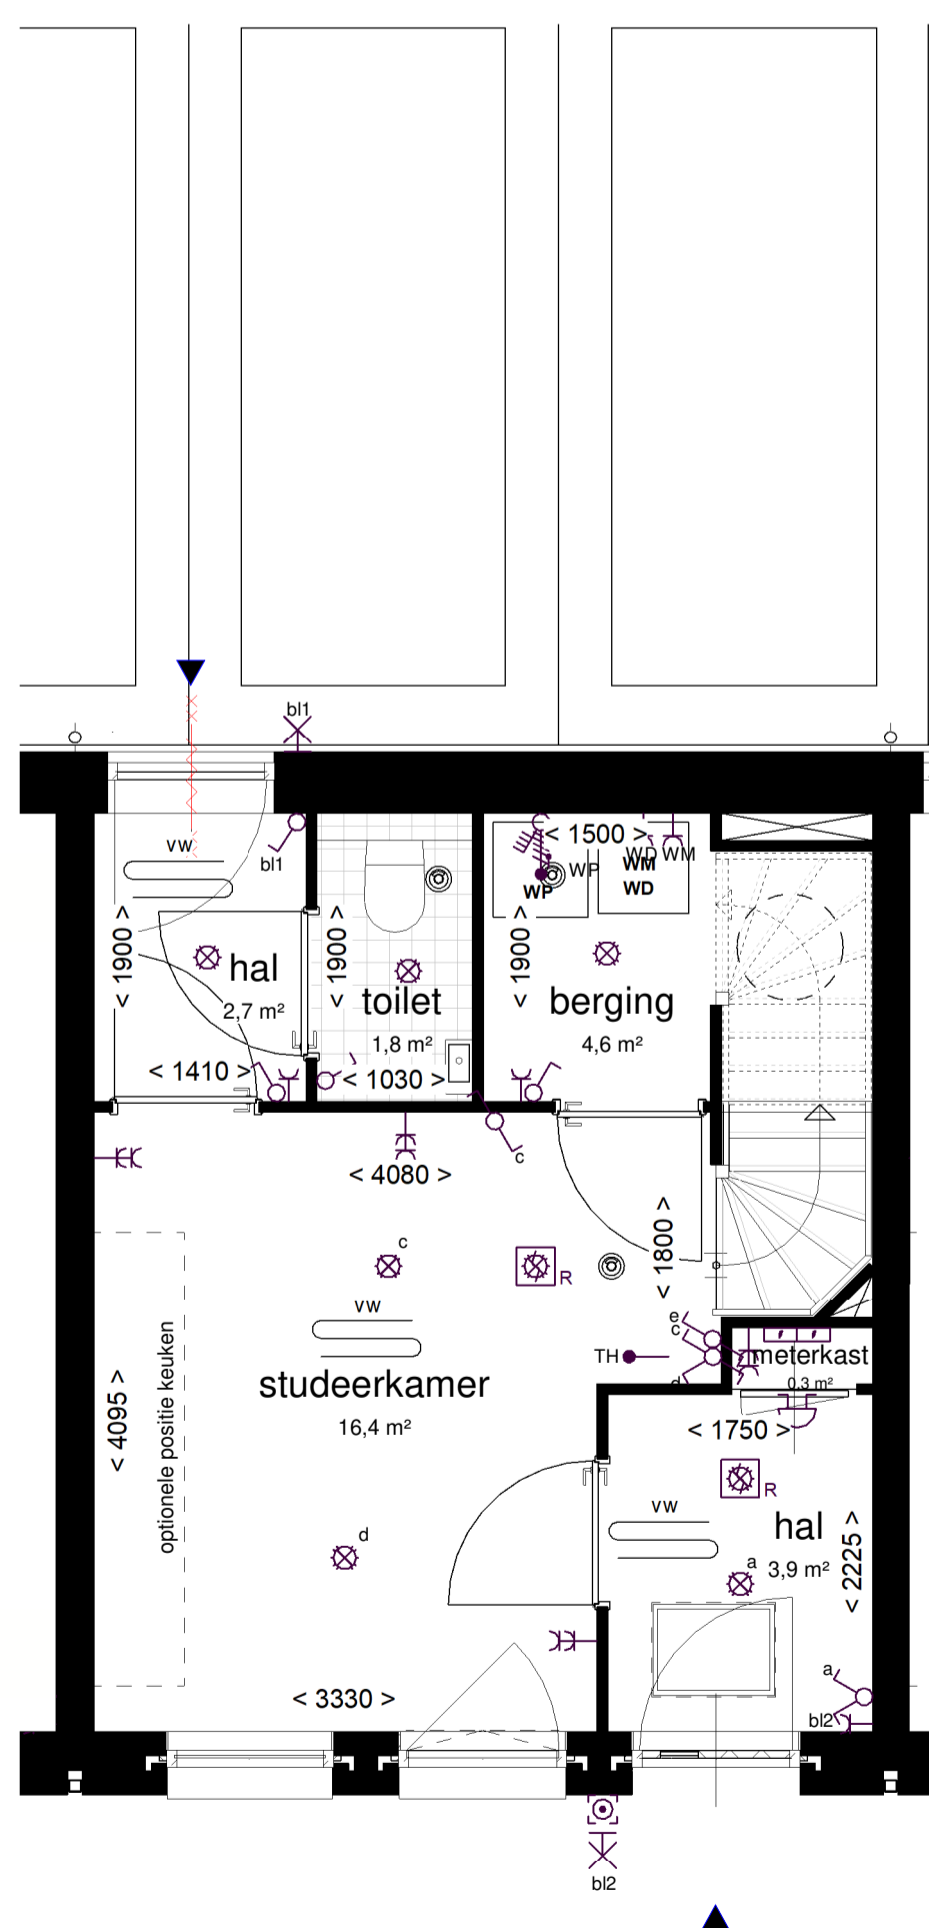 bl1
vw
bl1
< 1500 >
WD WM
WM
WD
WP
WP
< 1900 >
< 1900 >
< 1900 >
hal
2,7 m²
toilet
1,8 m²
berging
4,6 m²
< 1410 >
< 1030 >
c
< 4080 >
< 1800 >
c
R
vw
e
c
TH
d
meterkast
0,3 m²
studeerkamer
16,4 m²
optionele positie keuken
< 4095 >
< 1750 >
R
vw
hal
3,9 m²
a
< 2225 >
d
a
bl2
< 3330 >
bl2